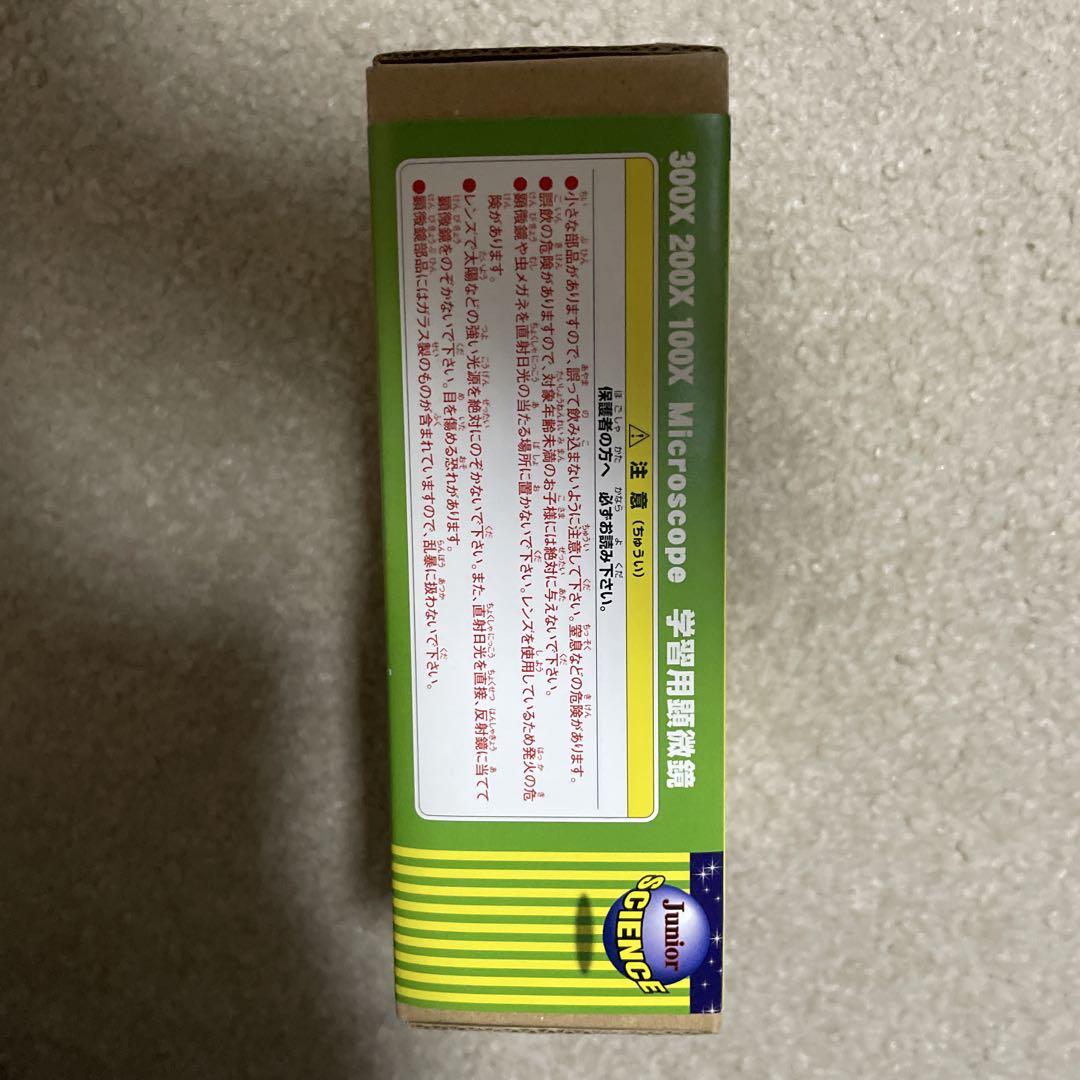 300X 200X 100X Microscope 学習用顕微鏡
注意(ちゅうい)
保護者の方へ 必ずお読み下さい。
●小さな部品がありますので、誤って飲み込まないように注意して下さい。窒息などの危険があります。
●誤飲の危険がありますので、対象年齢未満のお子様には絶対に与えないで下さい。
●顕微鏡や虫メガネを直射日光の当たる場所に置かないで下さい。レンズを使用しているため発火の危
険があります。
●レンズで太陽などの強い光源を絶対にのぞかないで下さい。また、直射日光を直接、反射鏡に当てて
顕微鏡をのぞかないで下さい。目を傷める恐れがあります。
●顕微鏡部品にはガラス製のものが含まれていますので、乱暴に扱わないで下さい。
Junior
SCIENCE